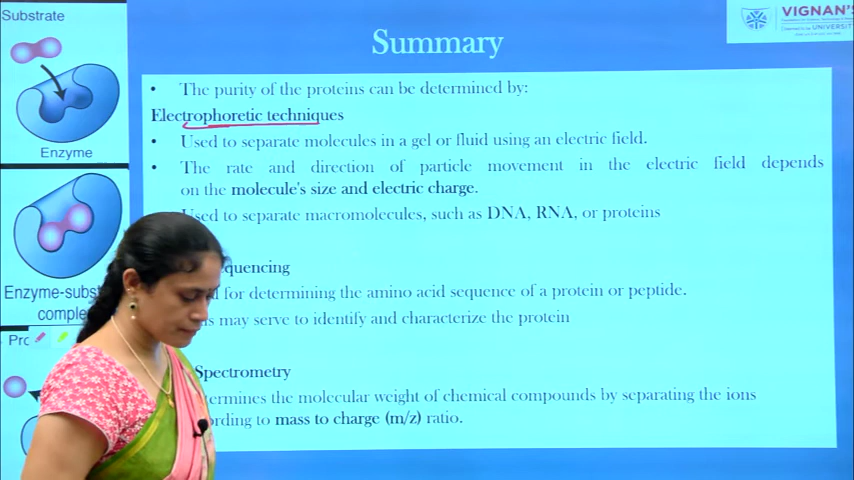 Substrate
VIGNAN'S
UNIVERSITY
Summary
• The purity of the proteins can be determined by:
Electrophoretic techniques
• Used to separate molecules in a gel or fluid using an electric field.
• The rate and direction of particle movement in the electric field depends
on the molecule's size and electric charge.
Used to separate macromolecules, such as DNA, RNA, or proteins
Enzyme
quencing
for determining the amino acid sequence of a protein or peptide.
may serve to identify and characterize the protein
Enzyme-subst
comple
Pro
Spectrometry
termines the molecular weight of chemical compounds by separating the ions
ording to mass to charge (m/z) ratio.